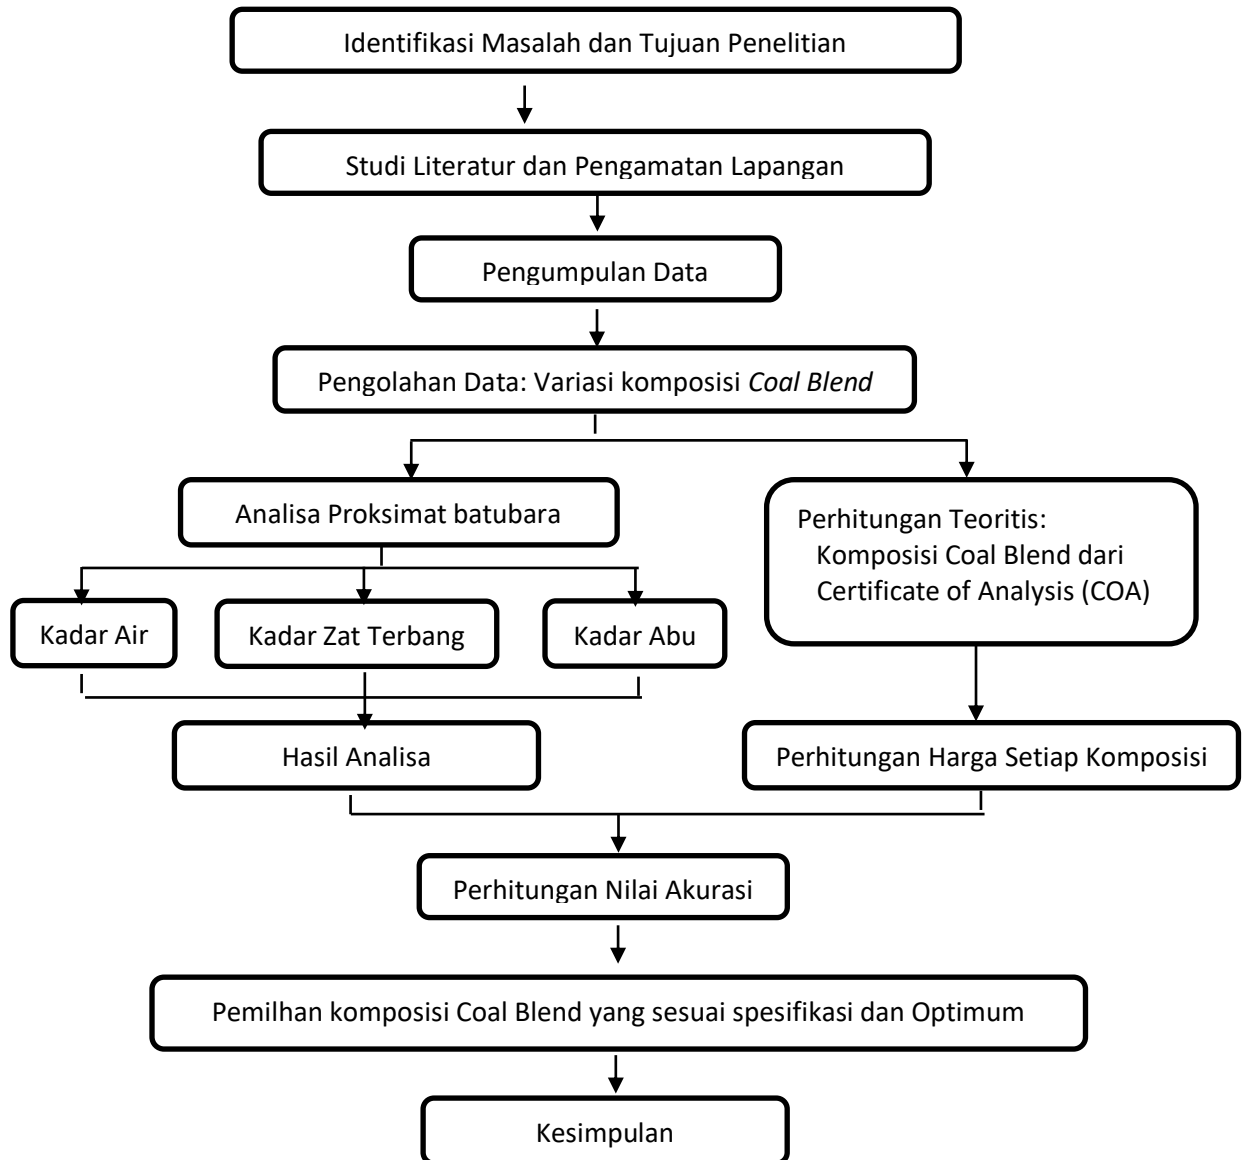 Identifikasi Masalah dan Tujuan Penelitian
Studi Literatur dan Pengamatan Lapangan
Pengumpulan Data
Pengolahan Data: Variasi komposisi Coal Blend
Analisa Proksimat batubara
Perhitungan Teoritis:
Komposisi Coal Blend dari
Certificate of Analysis (COA)
Kadar Air
Kadar Zat Terbang
Kadar Abu
Hasil Analisa
Perhitungan Harga Setiap Komposisi
Perhitungan Nilai Akurasi
Pemilhan komposisi Coal Blend yang sesuai spesifikasi dan Optimum
Kesimpulan